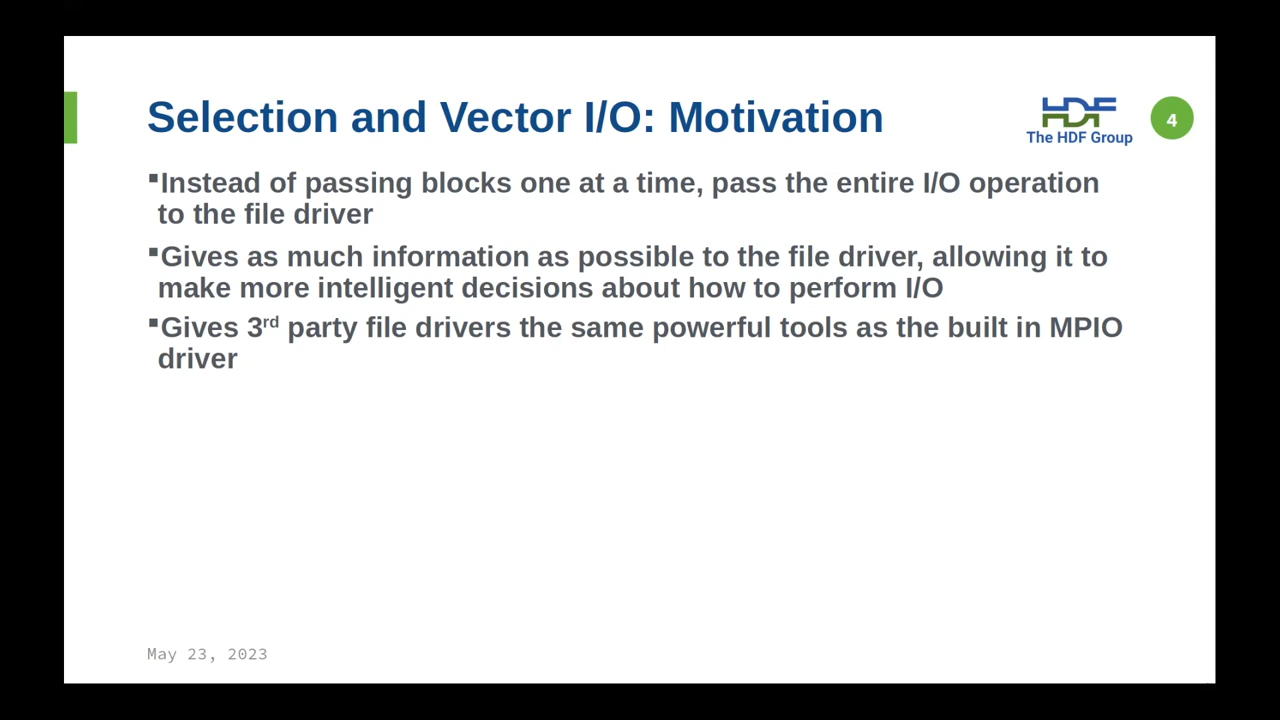 Selection and Vector I/O: Motivation
HDF
The HDF Group
4
▪Instead of passing blocks one at a time, pass the entire I/O operation
to the file driver
▪Gives as much information as possible to the file driver, allowing it to
make more intelligent decisions about how to perform I/O
▪Gives 3rd party file drivers the same powerful tools as the built in MPIO
driver
May 23, 2023